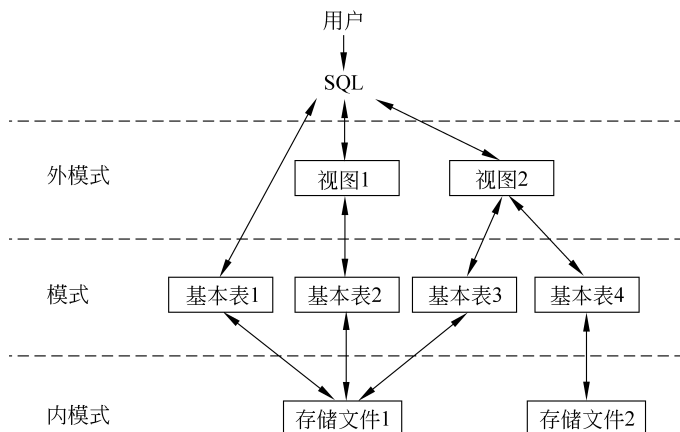 用户
SQL
外模式
视图1
视图2
模式
基本表1
基本表2
基本表3
基本表4
内模式
存储文件1
存储文件2